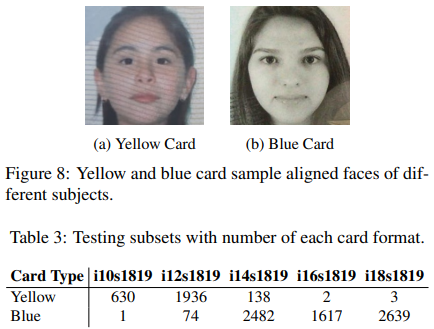 (a) Yellow Card (b) Blue Card
Figure 8: Yellow and blue card sample aligned faces of dif-
ferent subjects.
Table 3: Testing subsets with number of each card format.
Card Type i10s1819 i12s1819 i14s1819 i16s1819 i18s1819
Yellow 630 1936 138 2 3
Blue 1 74 2482 1617 2639